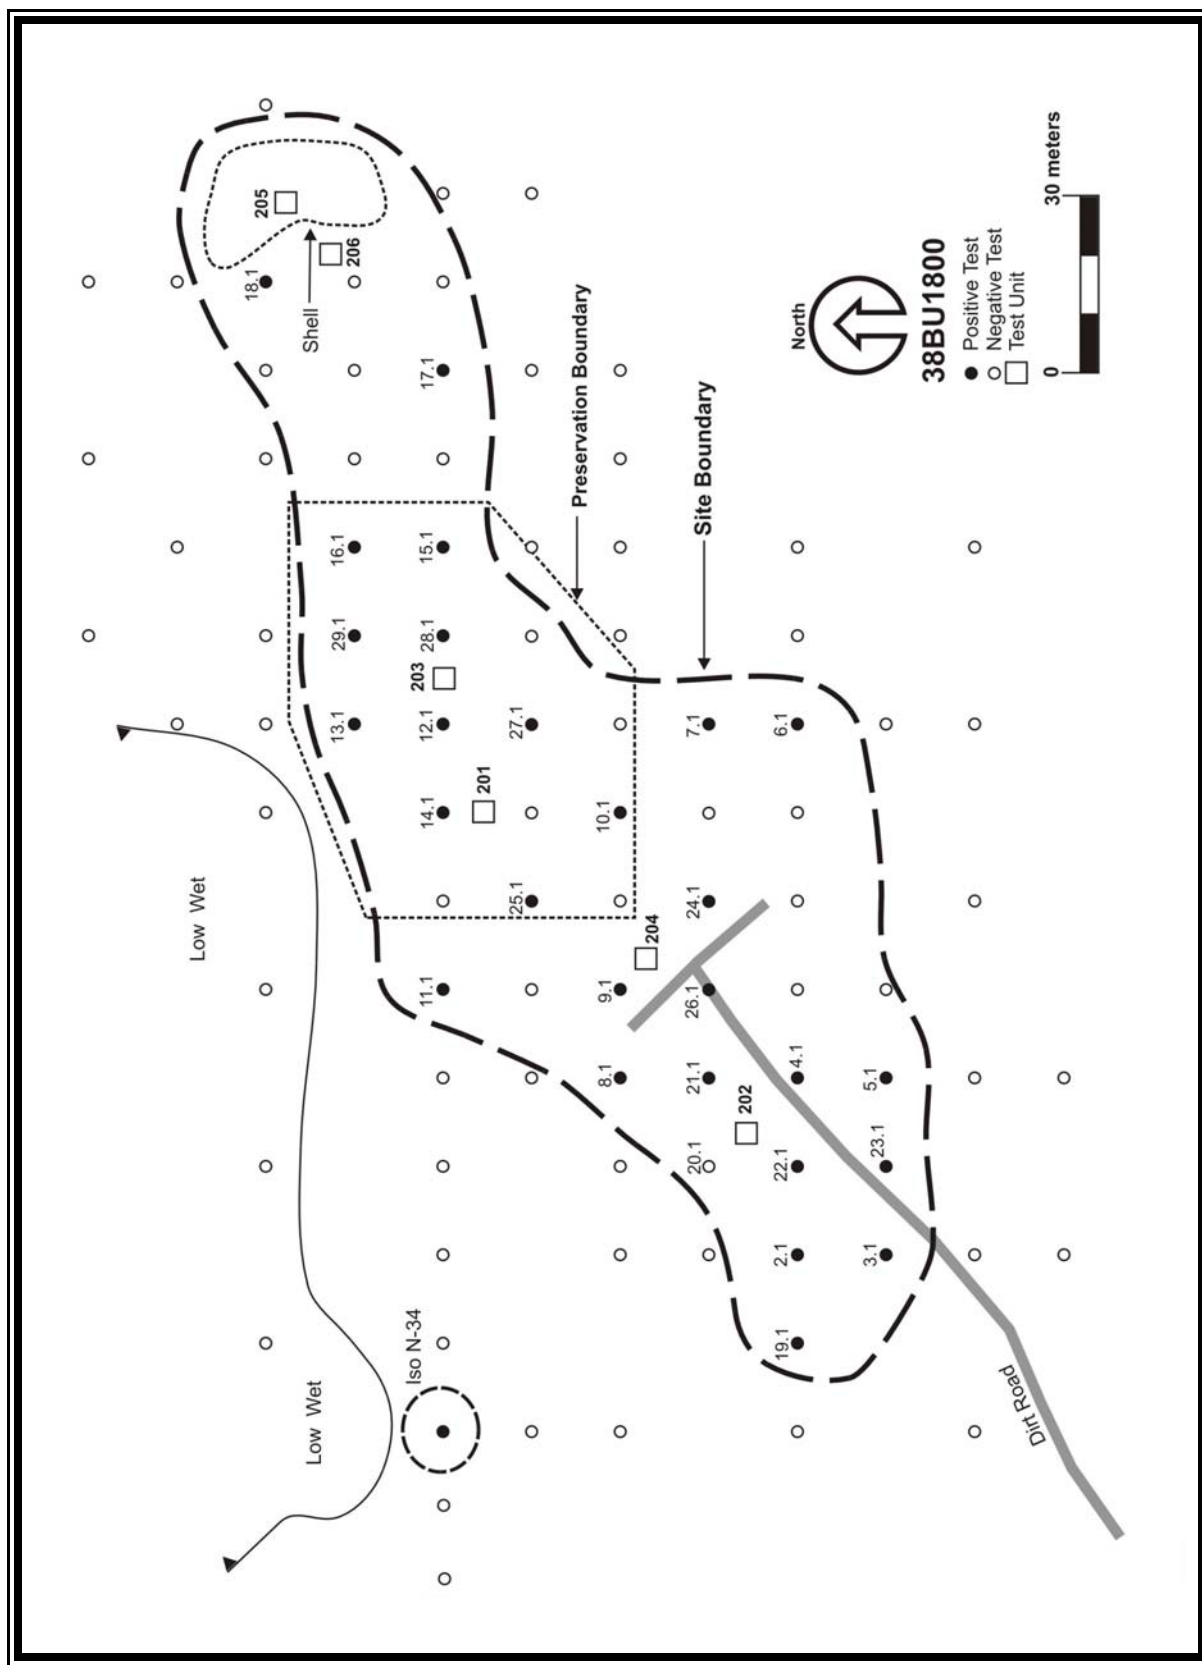 Low Wet
Low Wet
Iso N-34
Shell
205
206
18.1
17.1
16.1
15.1
29.1
28.1
203
13.1
12.1
27.1
14.1
201
10.1
25.1
11.1
9.1
204
24.1
7.1
6.1
8.1
26.1
21.1
4.1
5.1
202
20.1
22.1
23.1
2.1
3.1
19.1
Preservation Boundary
Site Boundary
Dirt Road
North
38BU1800
Positive Test
Negative Test
Test Unit
0
30 meters